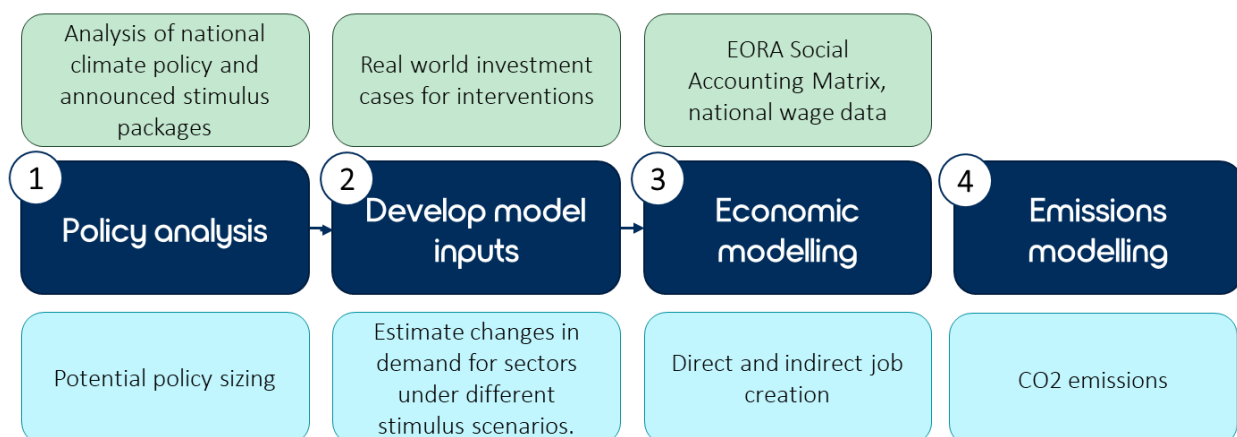 Analysis of national
climate policy and
announced stimulus
packages
Real world investment
cases for interventions
EORA Social
Accounting Matrix,
national wage data
1
Policy analysis
2
Develop model
inputs
3
Economic
modelling
4
Emissions
modelling
Potential policy sizing
Estimate changes in
demand for sectors
under different
stimulus scenarios.
Direct and indirect job
creation
CO2 emissions